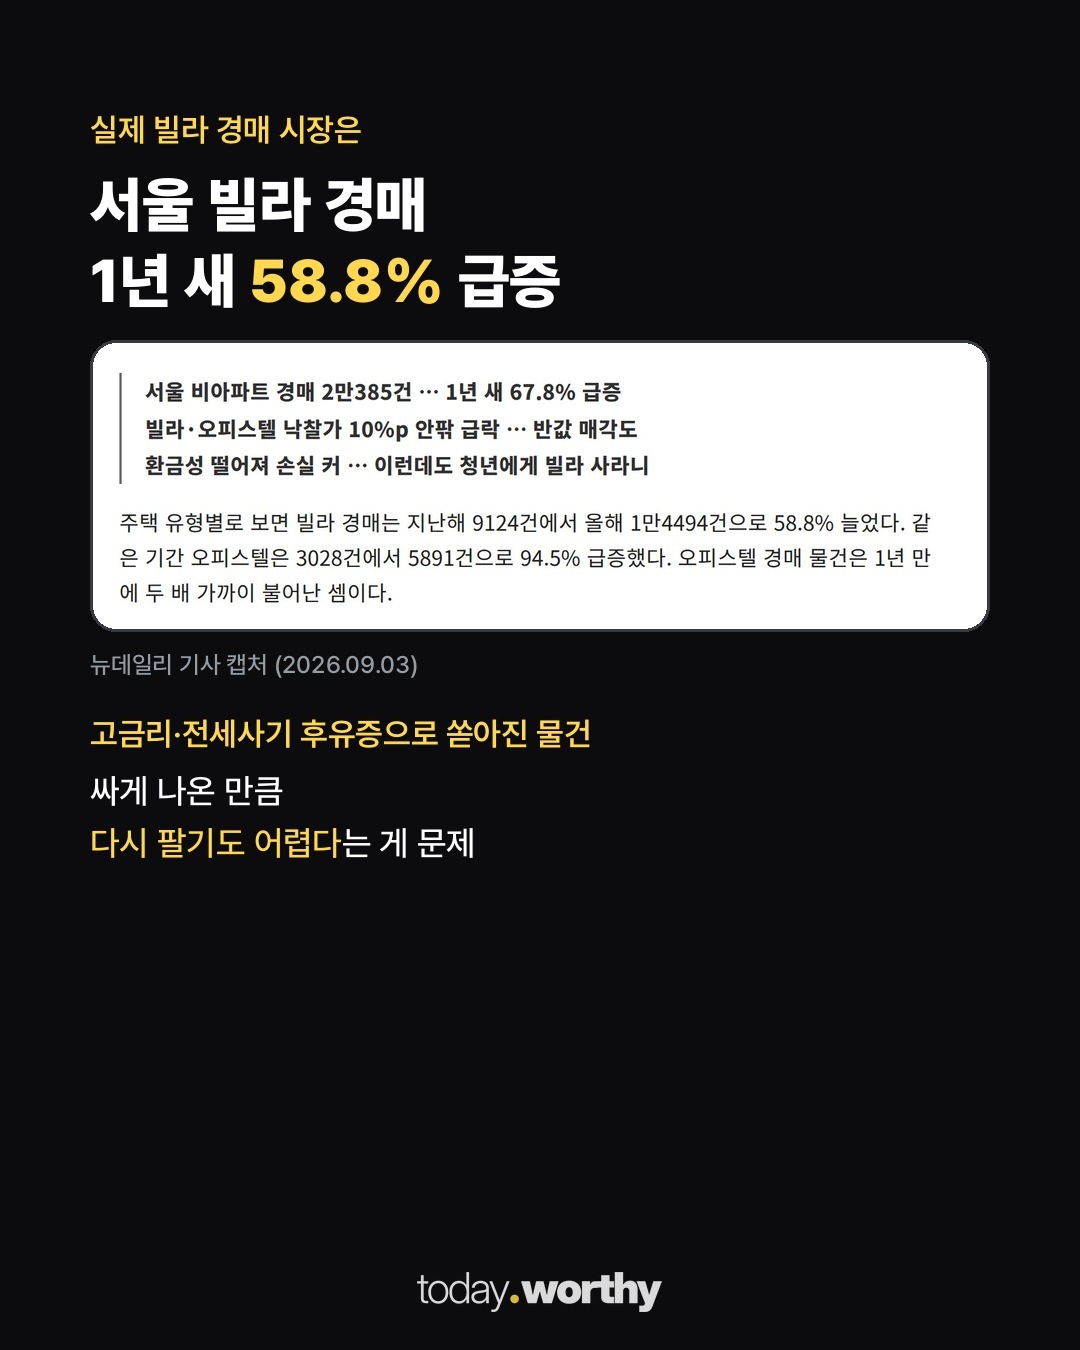 실제 빌라 경매 시장은
서울 빌라 경매
1년 새 58.8% 급증
서울 비아파트 경매 2만385건 ··· 1년 새 67.8% 급증
빌라·오피스텔 낙찰가 10%p 안팎 급락 ··· 반값 매각도
환금성 떨어져 손실 커 ··· 이런데도 청년에게 빌라 사라니
주택 유형별로 보면 빌라 경매는 지난해 9124건에서 올해 1만4494건으로 58.8% 늘었다. 같
은 기간 오피스텔은 3028건에서 5891건으로 94.5% 급증했다. 오피스텔 경매 물건은 1년 만
에 두 배 가까이 불어난 셈이다.
뉴데일리 기사 캡처 (2026.09.03)
고금리·전세사기 후유증으로 쏟아진 물건
싸게 나온 만큼
다시 팔기도 어렵다는 게 문제
today.worthy